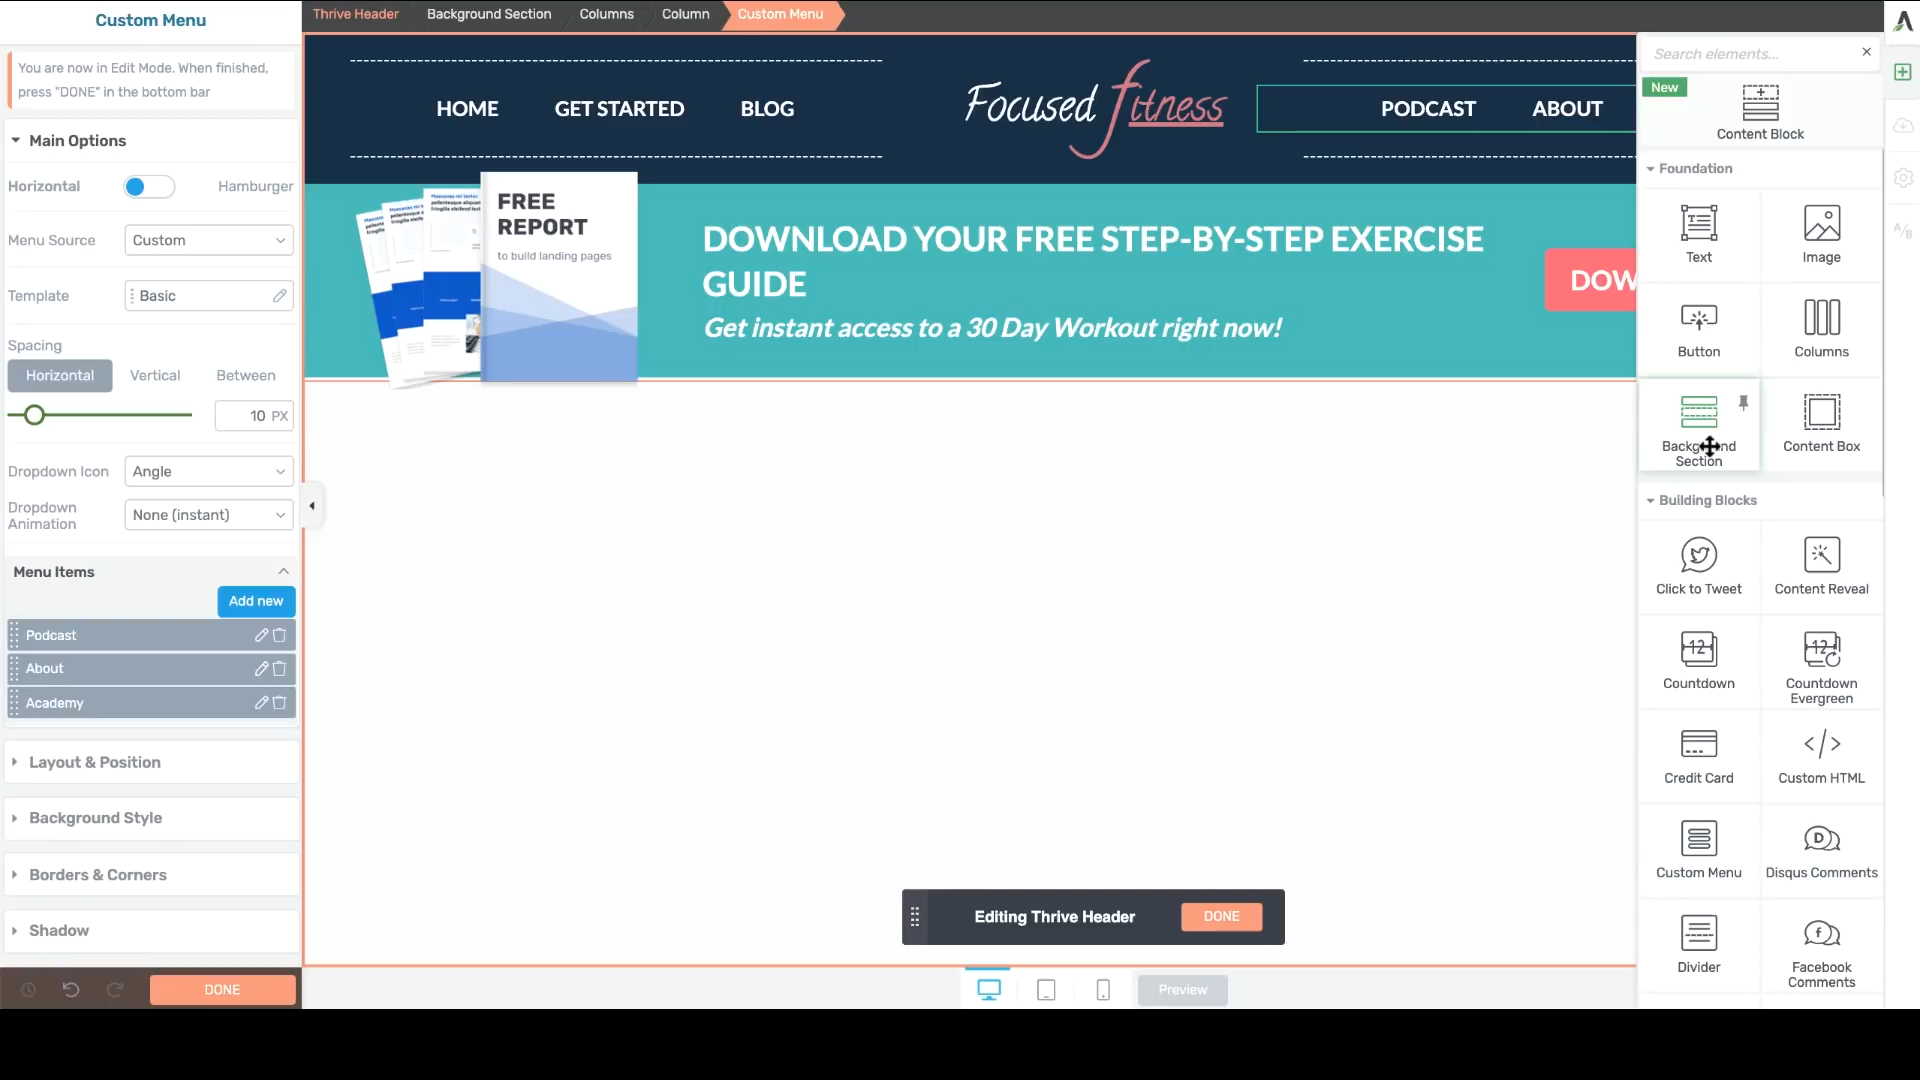 Custom Menu
You are now in Edit Mode. When finished,
press "DONE" in the bottom bar
Main Options
Horizontal
Hamburger
Menu Source
Custom
Template
Basic
Spacing
Horizontal
Vertical
Between
10 PX
Dropdown Icon
Angle
Dropdown
Animation
None (instant)
Menu Items
Add new
Podcast
About
Academy
Layout & Position
Background Style
Borders & Corners
Shadow
DONE
Thrive Header
Background Section
Columns
Column
Custom Menu
HOME
GET STARTED
BLOG
Focused fitness
PODCAST
ABOUT
FREE
REPORT
to build landing pages
DOWNLOAD YOUR FREE STEP-BY-STEP EXERCISE
GUIDE
Get instant access to a 30 Day Workout right now!
DOW
Editing Thrive Header
DONE
Preview
Search elements...
New
Content Block
Foundation
Text
Image
Button
Columns
Background
Section
Content Box
Building Blocks
Click to Tweet
Content Reveal
Countdown
Countdown
Evergreen
Credit Card
Custom HTML
Custom Menu
Disqus Comments
Divider
Facebook
Comments
A/B